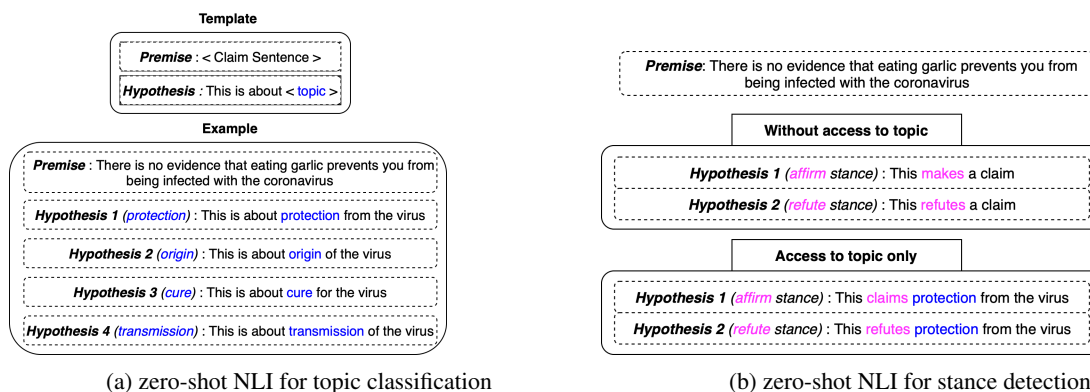 Template
Premise : < Claim Sentence >
Hypothesis : This is about < topic >
Example
Premise : There is no evidence that eating garlic prevents you from
being infected with the coronavirus
Hypothesis 1 (protection) : This is about protection from the virus
Hypothesis 2 (origin) : This is about origin of the virus
Hypothesis 3 (cure) : This is about cure for the virus
Hypothesis 4 (transmission) : This is about transmission of the virus
(a) zero-shot NLI for topic classification
Premise: There is no evidence that eating garlic prevents you from
being infected with the coronavirus
Without access to topic
Hypothesis 1 (affirm stance) : This makes a claim
Hypothesis 2 (refute stance) : This refutes a claim
Access to topic only
Hypothesis 1 (affirm stance) : This claims protection from the virus
Hypothesis 2 (refute stance) : This refutes protection from the virus
(b) zero-shot NLI for stance detection